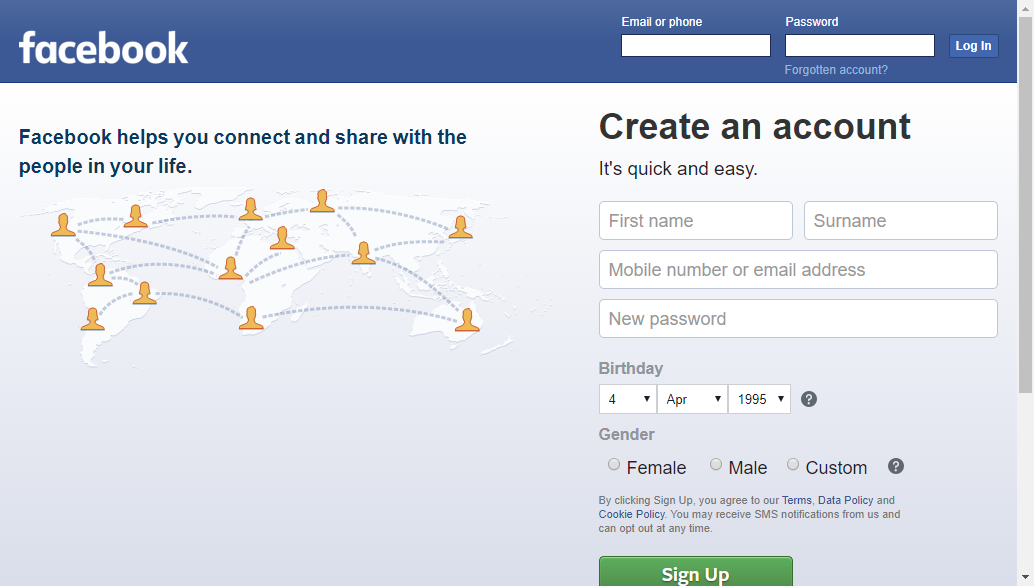 facebook
Email or phone
Password
Log In
Forgotten account?
Facebook helps you connect and share with the
people in your life.
Create an account
It's quick and easy.
First name
Surname
Mobile number or email address
New password
Birthday
4
Apr
1995
?
Gender
Female
Male
Custom
?
By clicking Sign Up, you agree to our Terms, Data Policy and
Cookie Policy. You may receive SMS notifications from us and
can opt out at any time.
Sign Up